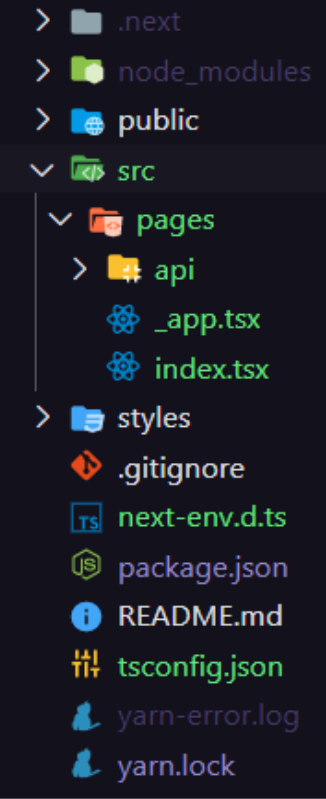 .next
node_modules
public
src
pages
api
_app.tsx
index.tsx
styles
.gitignore
TS next-env.d.ts
JS package.json
i README.md
tsconfig.json
yarn-error.log
yarn.lock